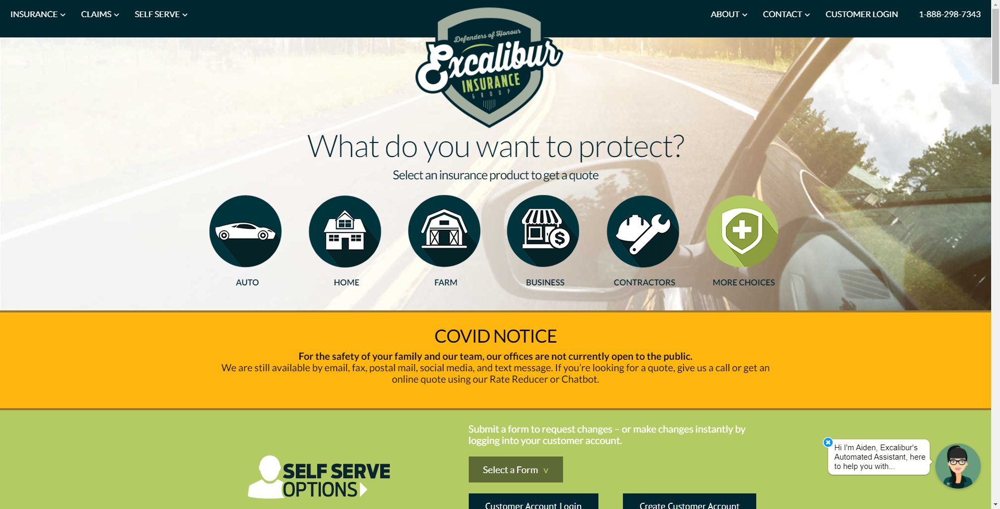 INSURANCE
CLAIMS
SELF SERVE
ABOUT
CONTACT
CUSTOMER LOGIN
1-888-298-7343
Defenders of Honour
Excalibur
INSURANCE
GROUP
What do you want to protect?
Select an insurance product to get a quote
$
AUTO
HOME
FARM
BUSINESS
CONTRACTORS
MORE CHOICES
COVID NOTICE
For the safety of your family and our team, our offices are not currently open to the public.
We are still available by email, fax, postal mail, social media, and text message. If you’re looking for a quote, give us a call or get an
online quote using our Rate Reducer or Chatbot.
SELF SERVE
OPTIONS
Submit a form to request changes – or make changes instantly by
logging into your customer account.
Select a Form v
Customer Account Login
Create Customer Account
Hi I'm Aiden, Excalibur's
Automated Assistant, here
to help you with...